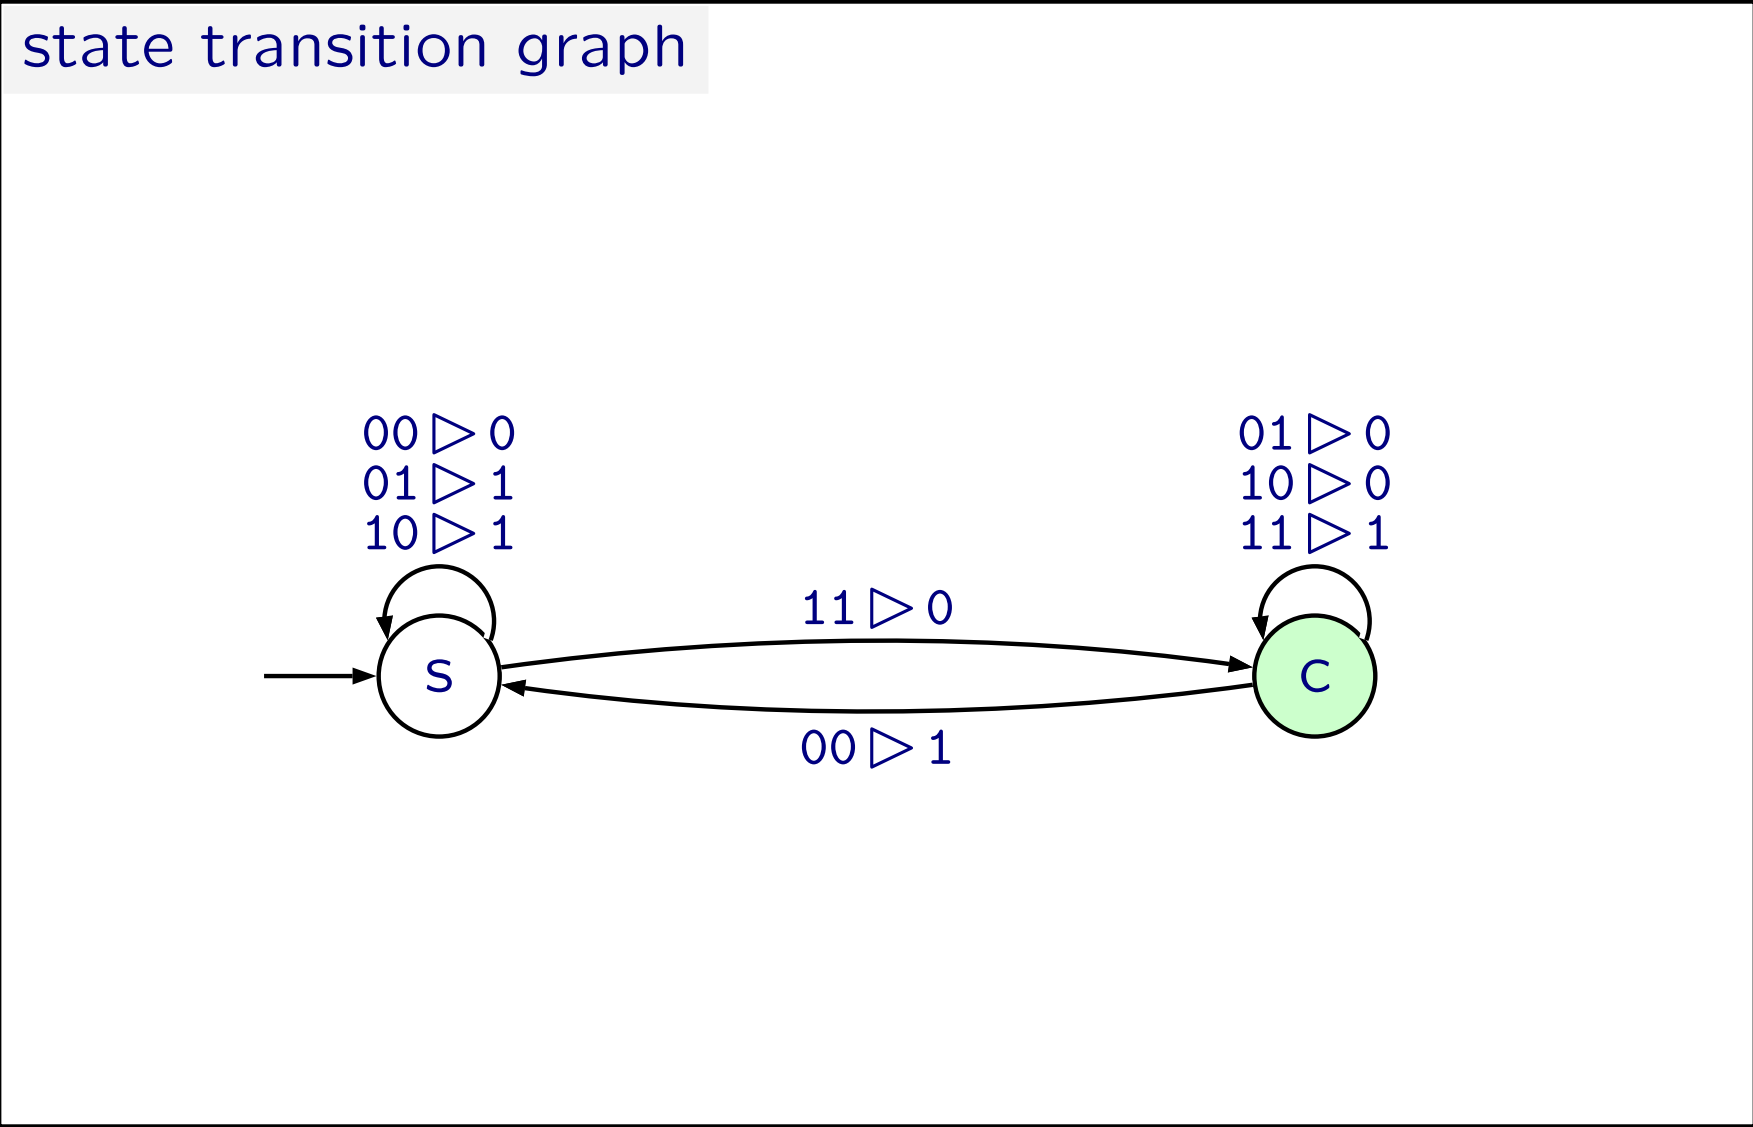 state transition graph
00 ▷ 0
01 ▷ 1
10 ▷ 1
01 ▷ 0
10 ▷ 0
11 ▷ 1
11 ▷ 0
S
C
00 ▷ 1